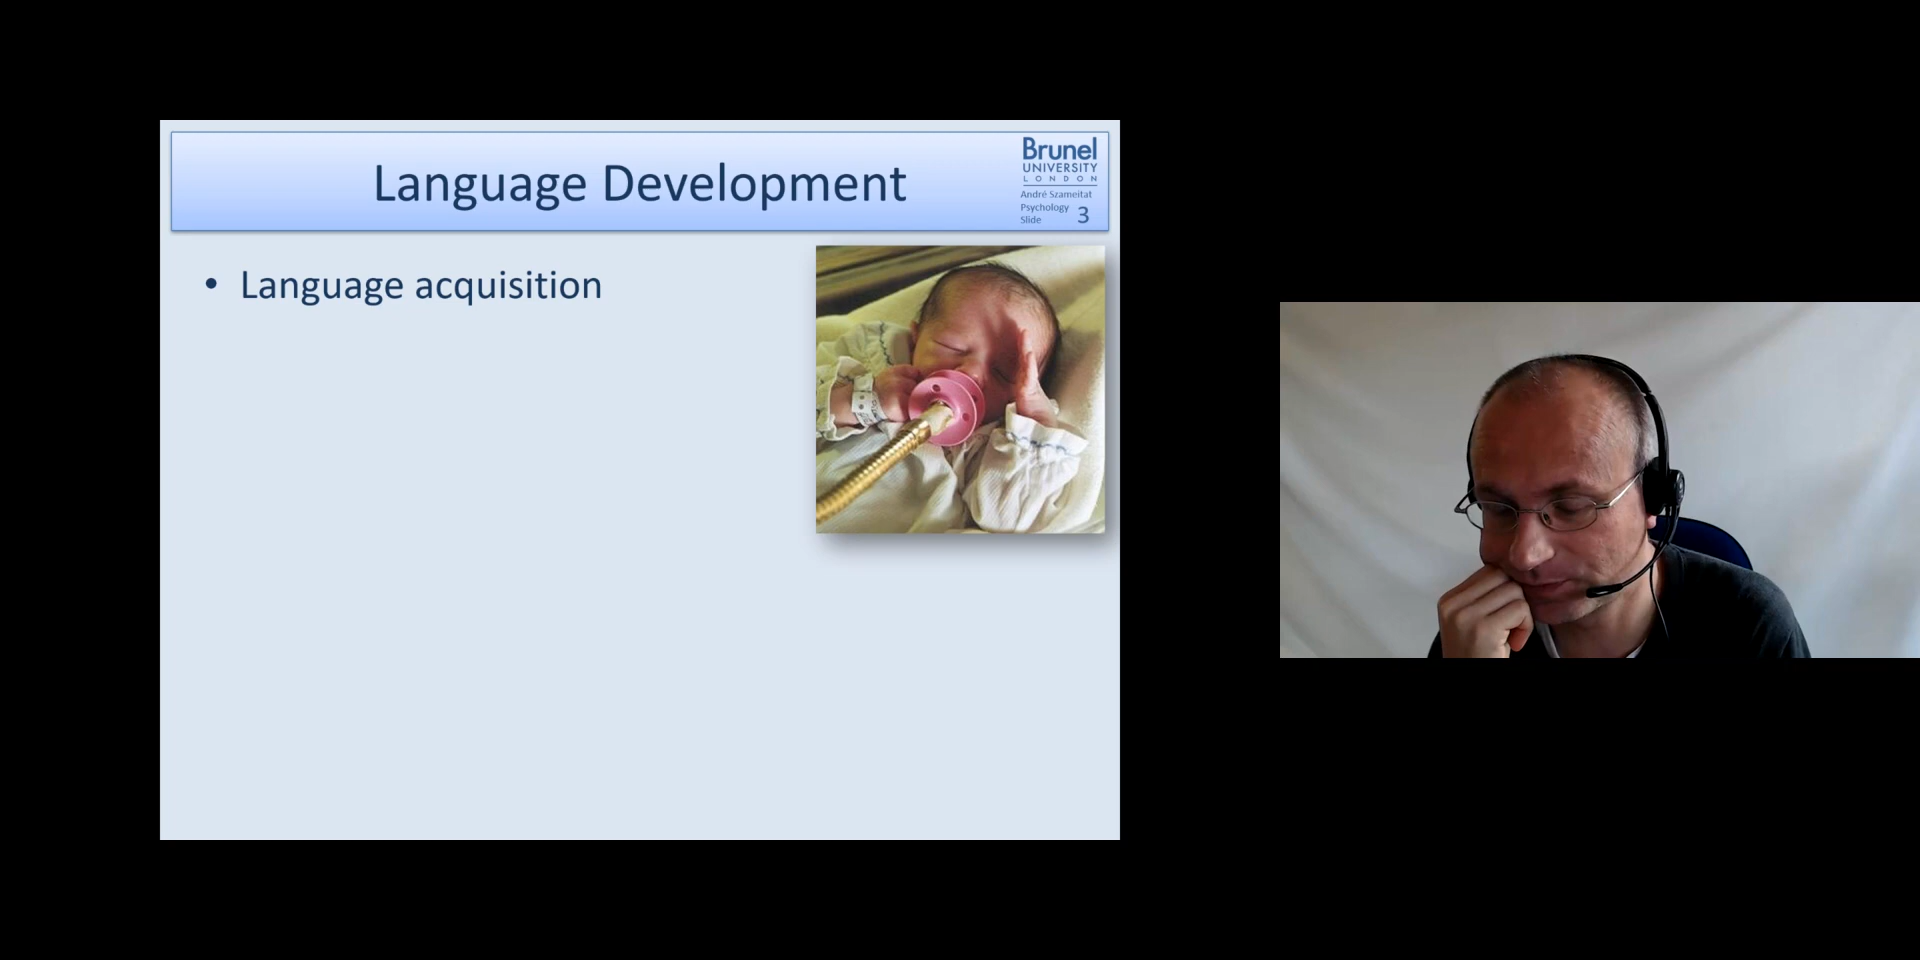 Language Development
Brunel
UNIVERSITY
LONDON
André Szameitat
Psychology
Slide 3
• Language acquisition